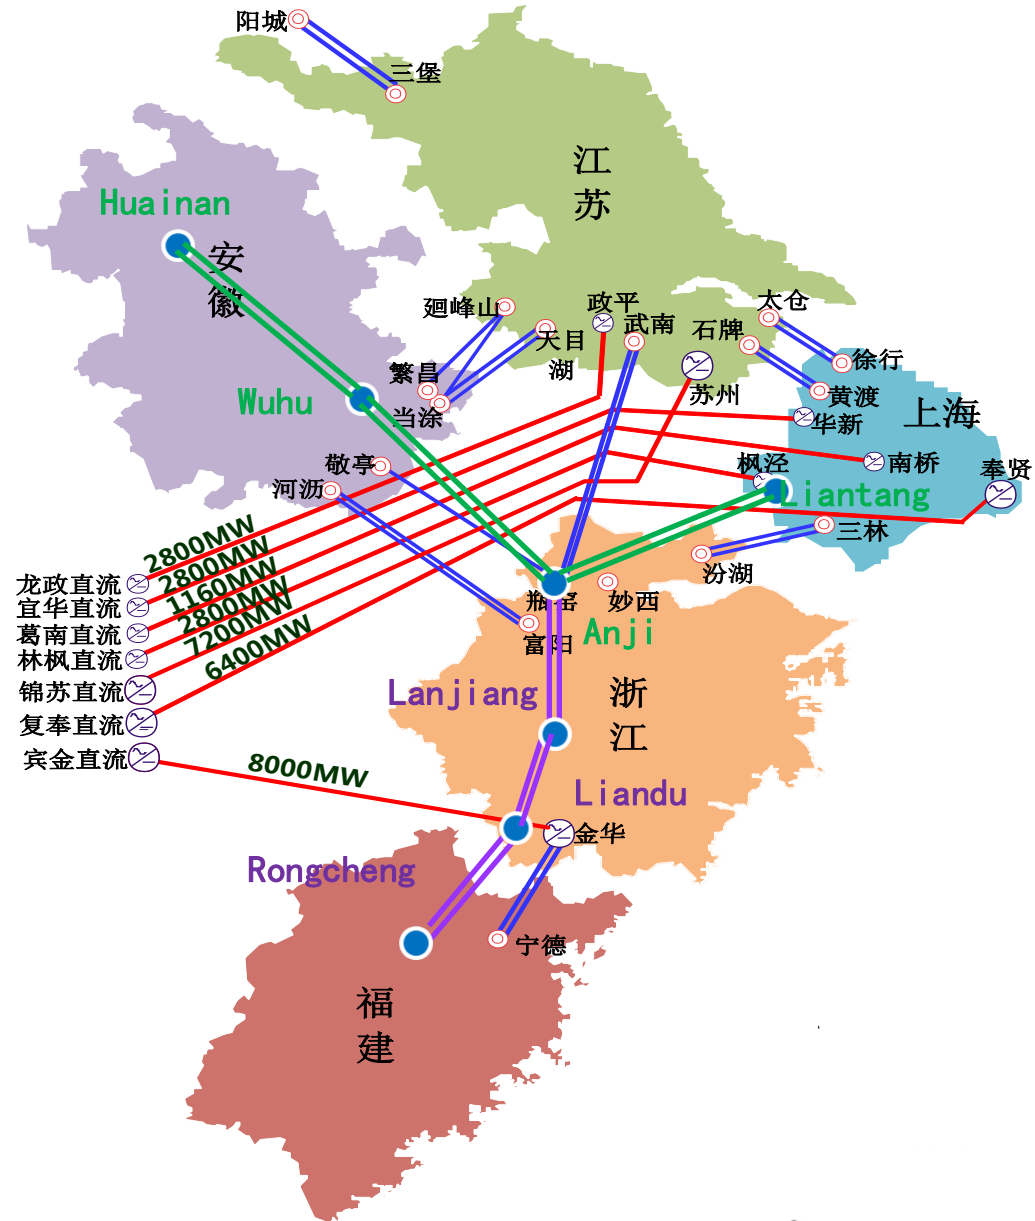 阳城
三堡
江
苏
Huainan
安
徽
廻峰山
天目
湖
政平
武南
太仓
石牌
徐行
苏州
繁昌
黄渡
Wuhu
当涂
华新
上海
敬亭
枫泾
南桥
奉贤
河沥
Liantang
三林
汾湖
2800MW
2800MW
1160MW
2800MW
7200MW
6400MW
龙政直流
宜华直流
葛南直流
林枫直流
锦苏直流
复奉直流
宾金直流
瓶窑
妙西
富阳
Anji
Lanjiang
浙
江
8000MW
Liandu
金华
Rongcheng
宁德
福
建